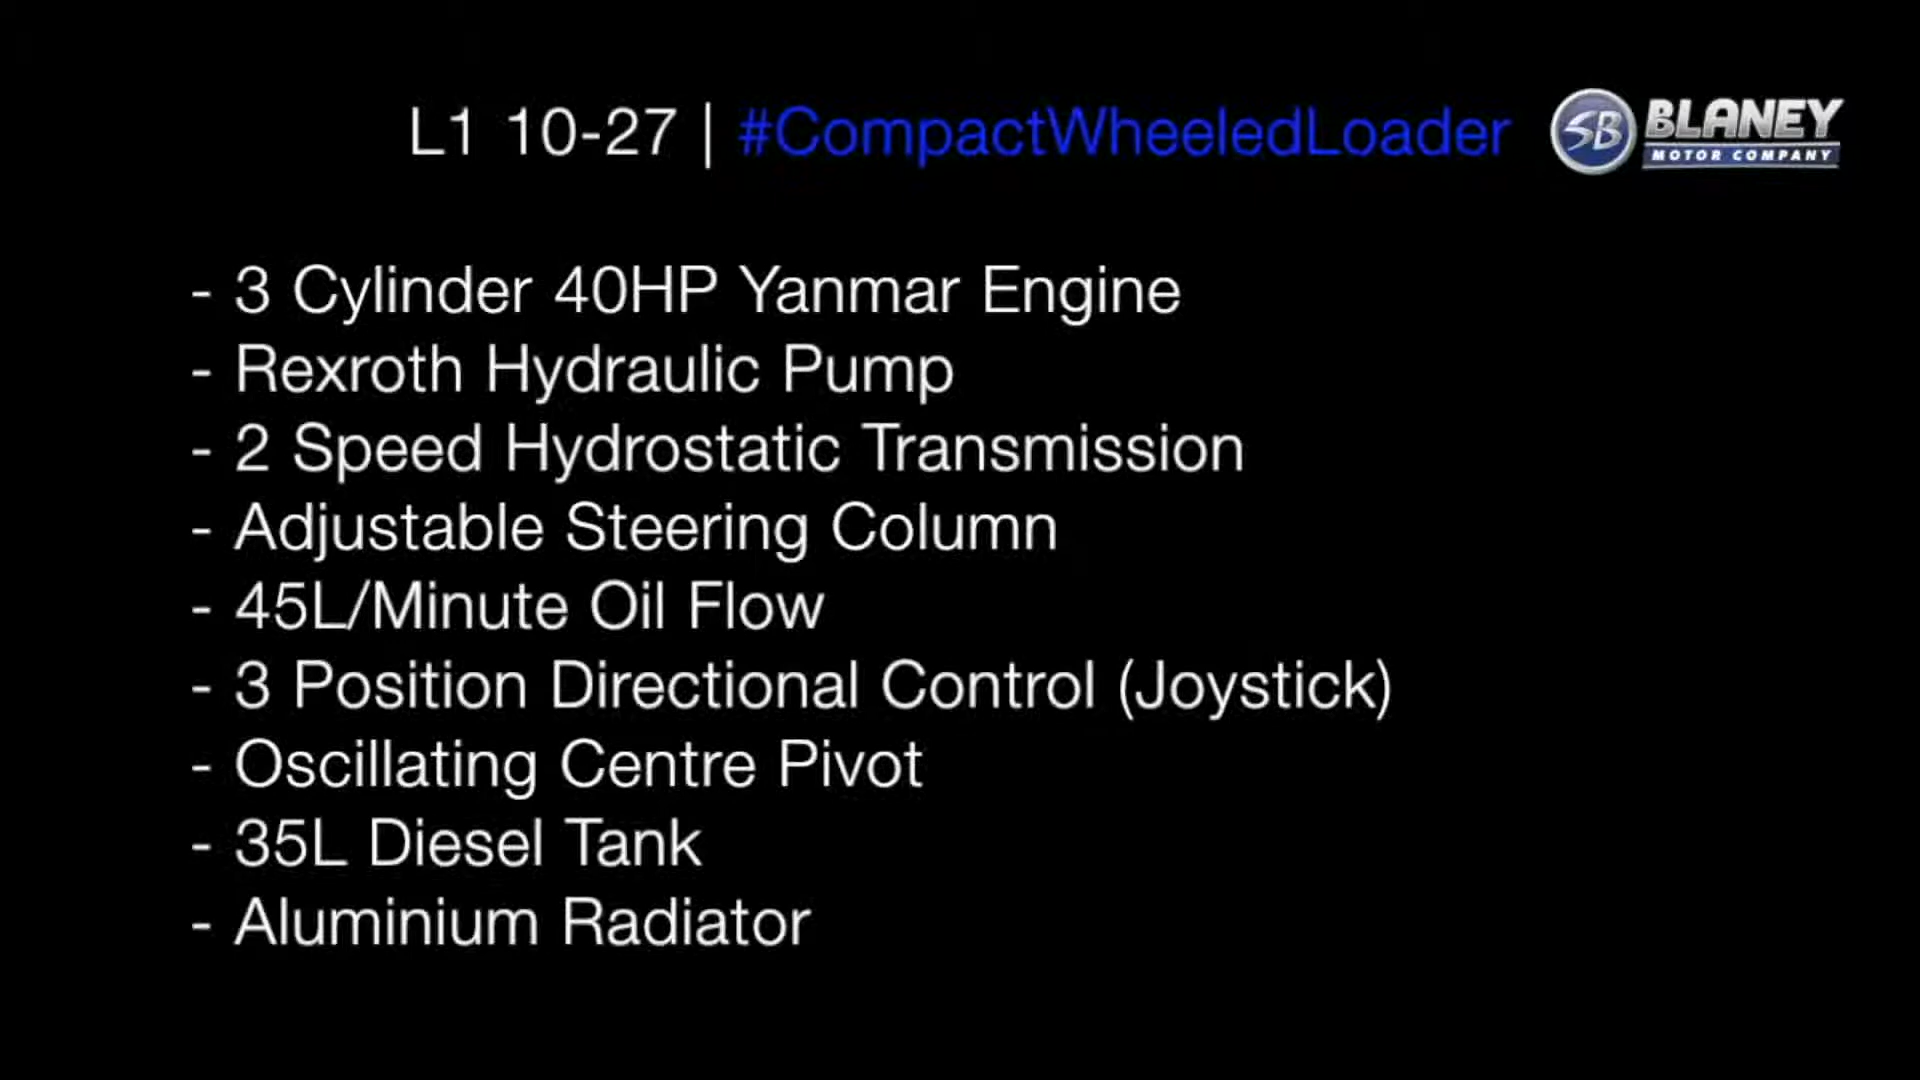 L1 10-27 | #CompactWheeledLoader
SB BLANEY
MOTOR COMPANY
- 3 Cylinder 40HP Yanmar Engine
- Rexroth Hydraulic Pump
- 2 Speed Hydrostatic Transmission
- Adjustable Steering Column
- 45L/Minute Oil Flow
- 3 Position Directional Control (Joystick)
- Oscillating Centre Pivot
- 35L Diesel Tank
- Aluminium Radiator